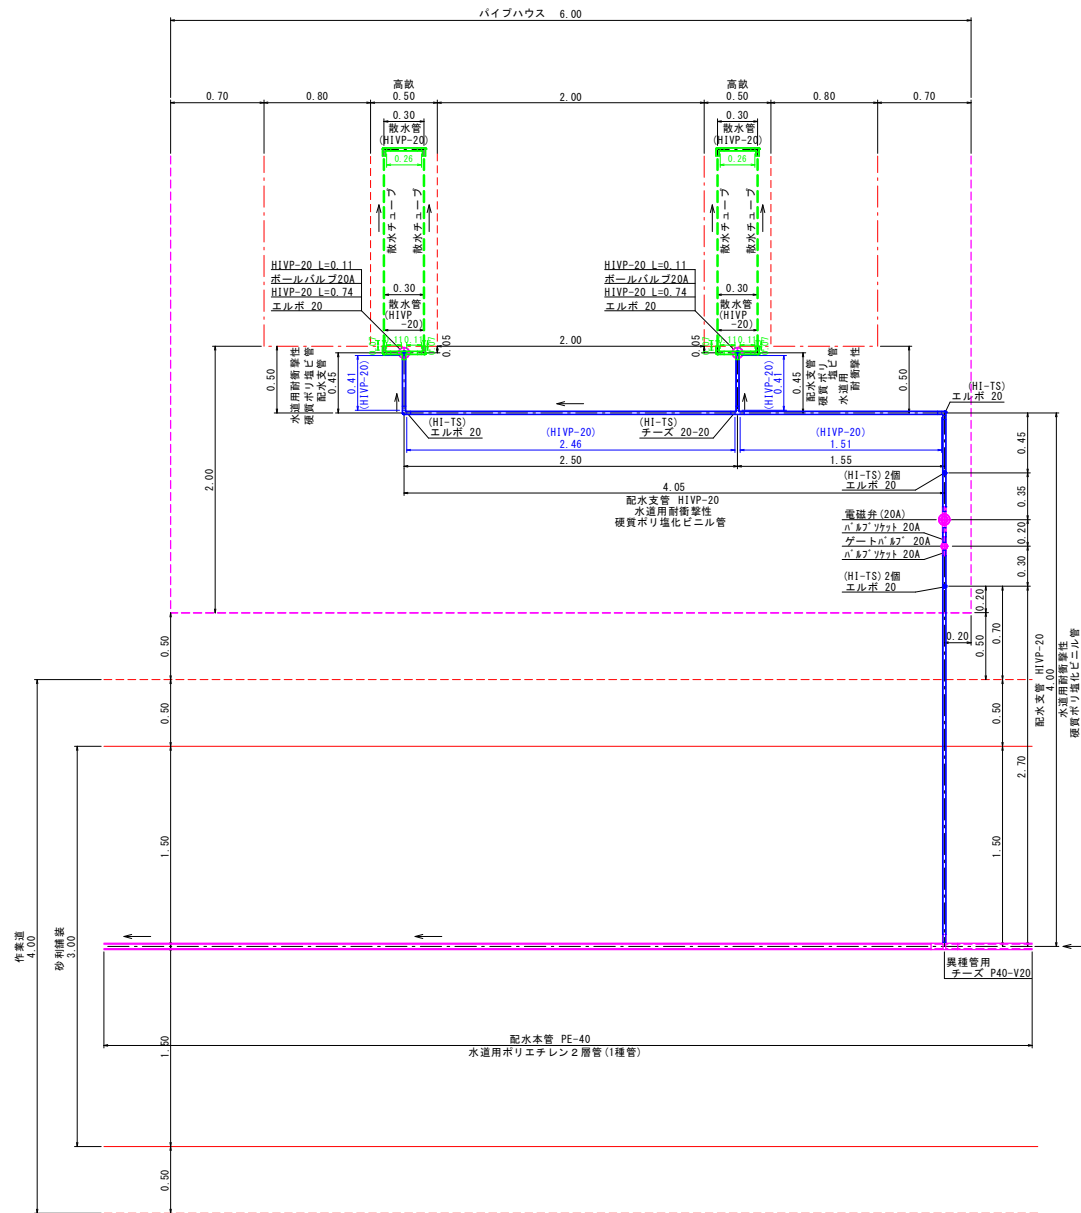 パイプハウス 6.00
高畝
高畝
0.70
0.80
0.50
2.00
0.50
0.80
0.70
0.30
散水管
(HIVP-20)
0.26
0.30
散水管
(HIVP-20)
0.26
散水チューブ
散水チューブ
散水チューブ
散水チューブ
HIVP-20 L=0.11
ボールバルブ20A
HIVP-20 L=0.74
エルボ 20
0.30
散水管
(HIVP
-20)
HIVP-20 L=0.11
ボールバルブ20A
HIVP-20 L=0.74
エルボ 20
0.30
散水管
(HIVP
-20)
2.00
0.05
0.05
0.50
水道用耐衝撃性
硬質ポリ塩ビ管
配水支管
0.45
0.41
(HIVP-20)
(HIVP-20)
0.41
0.45
配水支管
硬質ポリ
塩ビ管
水道用
耐衝撃性
0.50
(HI-TS)
エルボ 20
(HI-TS)
エルボ 20
(HIVP-20)
2.46
(HI-TS)
チーズ 20-20
(HIVP-20)
1.51
2.50
1.55
4.05
配水支管 HIVP-20
水道用耐衝撃性
硬質ポリ塩化ビニル管
2.00
(HI-TS)2個
エルボ 20
電磁弁(20A)
バルブソケット 20A
ゲートバルブ 20A
バルブソケット 20A
(HI-TS)2個
エルボ 20
0.45
0.35
0.20
0.30
0.20
0.20
0.50
0.70
0.50
2.70
1.50
配水支管 HIVP-20
4.00
水道用耐衝撃性
硬質ポリ塩化ビニル管
0.50
0.50
1.50
作業道
4.00
砂利舗装
3.00
異種管用
チーズ P40-V20
配水本管 PE-40
水道用ポリエチレン2層管(1種管)
1.50
0.50